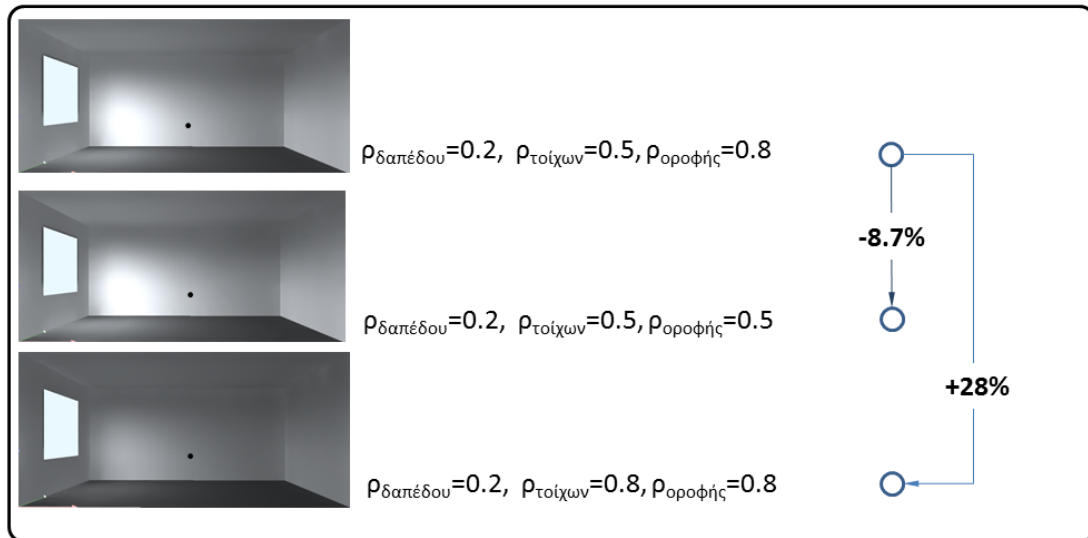 ρδαπέδου=0.2, ρτοίχων=0.5, ροροφής=0.8
-8.7%
ρδαπέδου=0.2, ρτοίχων=0.5, ροροφής=0.5
+28%
ρδαπέδου=0.2, ρτοίχων=0.8, ροροφής=0.8